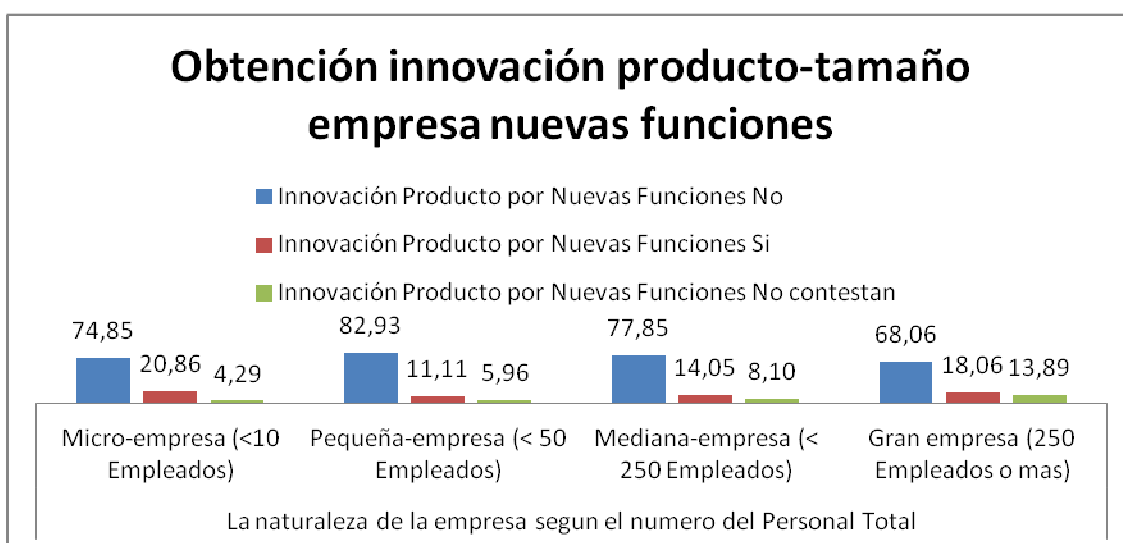 Obtención innovación producto-tamaño
empresa nuevas funciones
Innovación Producto por Nuevas Funciones No
Innovación Producto por Nuevas Funciones Si
Innovación Producto por Nuevas Funciones No contestan
74,85 20,86 4,29 82,93 11,11 5,96 77,85 14,05 8,10 68,06 18,06 13,89
Micro-empresa (<10
Empleados)
Pequeña-empresa (< 50
Empleados)
Mediana-empresa (<
250 Empleados)
Gran empresa (250
Empleados o mas)
La naturaleza de la empresa segun el numero del Personal Total